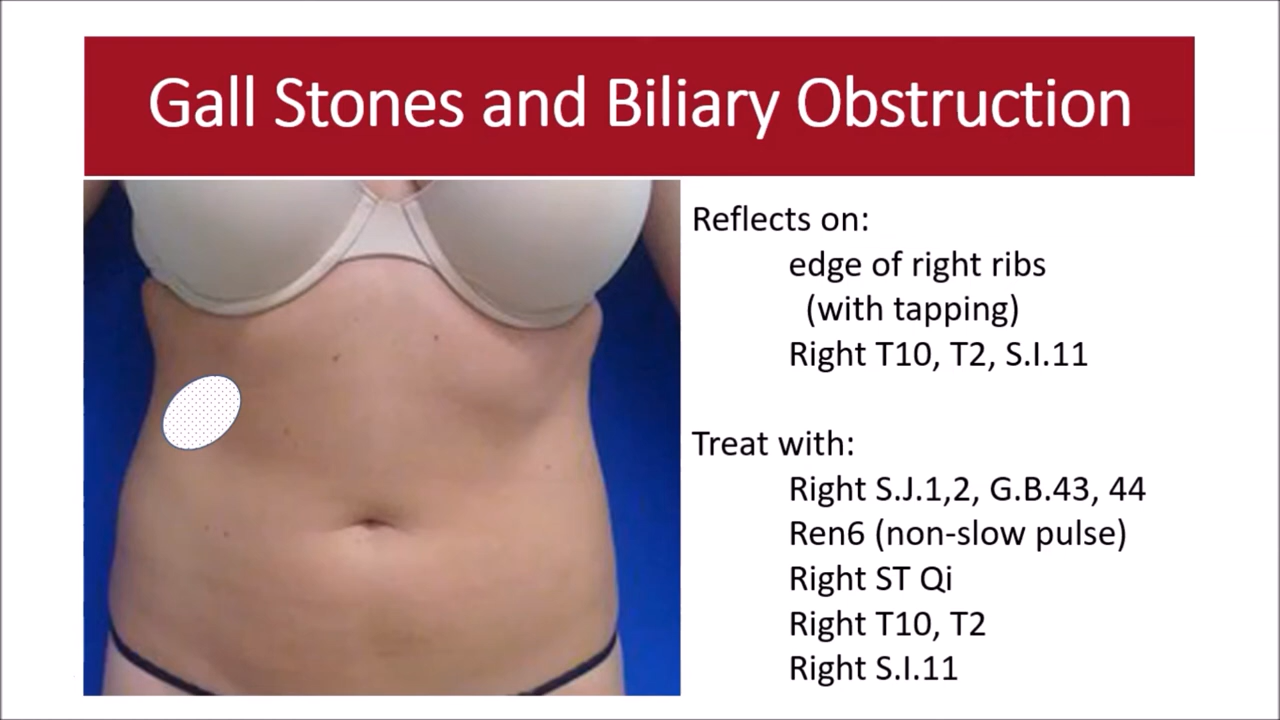 Gall Stones and Biliary Obstruction
Reflects on:
edge of right ribs
(with tapping)
Right T10, T2, S.I.11
Treat with:
Right S.J.1,2, G.B.43, 44
Ren6 (non-slow pulse)
Right ST Qi
Right T10, T2
Right S.I.11